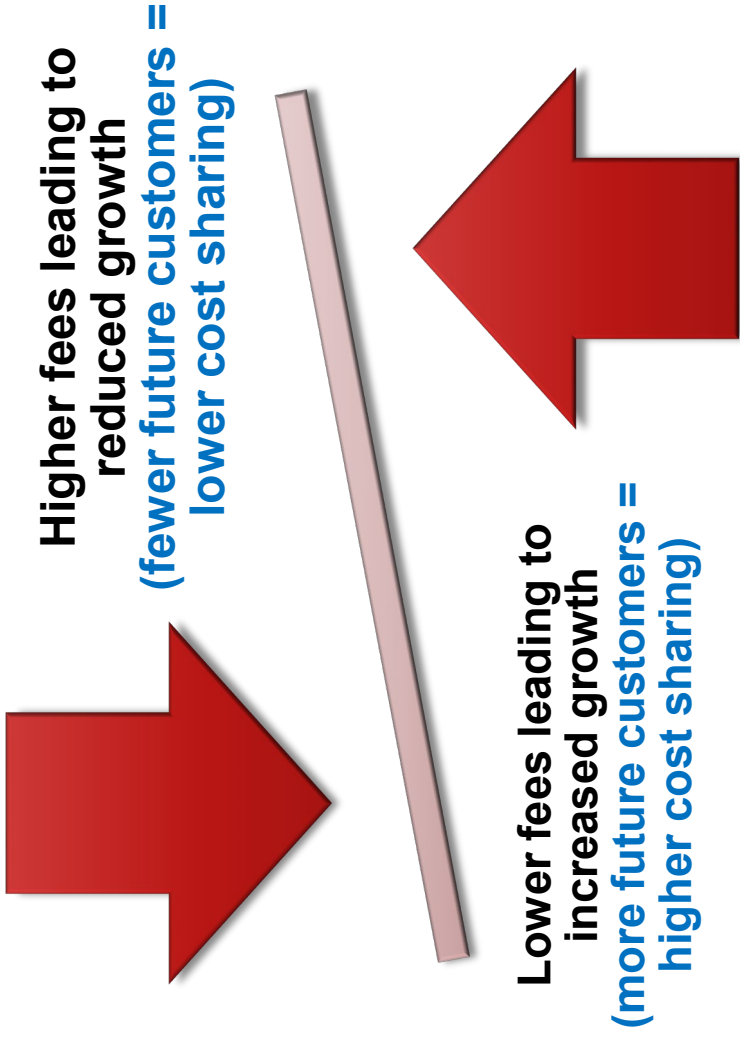 Higher fees leading to
reduced growth
(fewer future customers =
lower cost sharing)
Lower fees leading to
increased growth
(more future customers =
higher cost sharing)